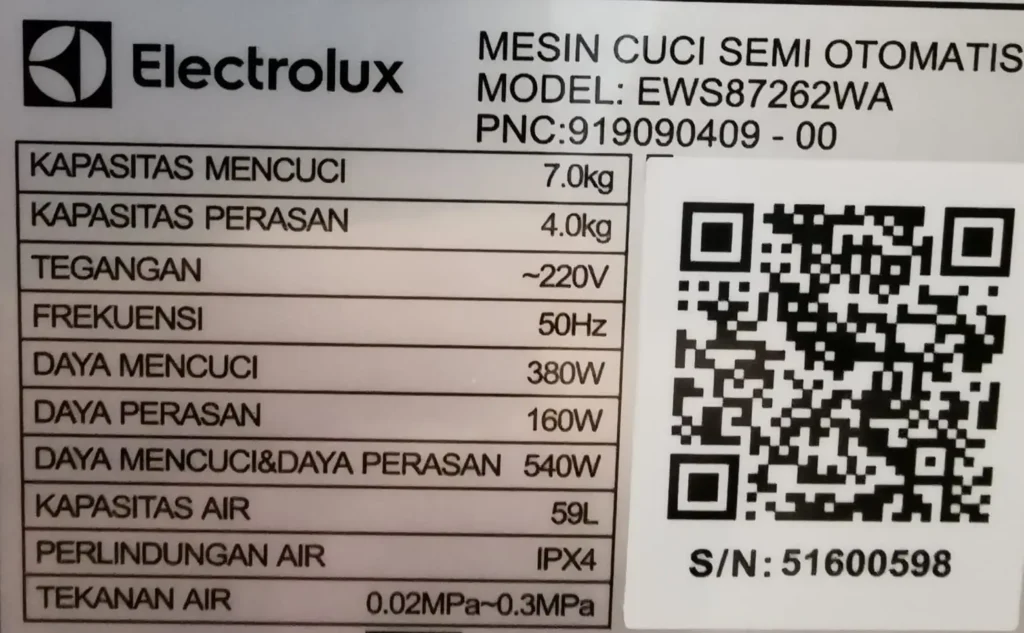 Electrolux
MESIN CUCI SEMI OTOMATIS
MODEL: EWS87262WA
PNC:919090409 - 00
KAPASITAS MENCUCI 7.0kg
KAPASITAS PERASAN 4.0kg
TEGANGAN ~220V
FREKUENSI 50Hz
DAYA MENCUCI 380W
DAYA PERASAN 160W
DAYA MENCUCI&DAYA PERASAN 540W
KAPASITAS AIR 59L
PERLINDUNGAN AIR IPX4
TEKANAN AIR 0.02MPa~0.3MPa
S/N: 51600598